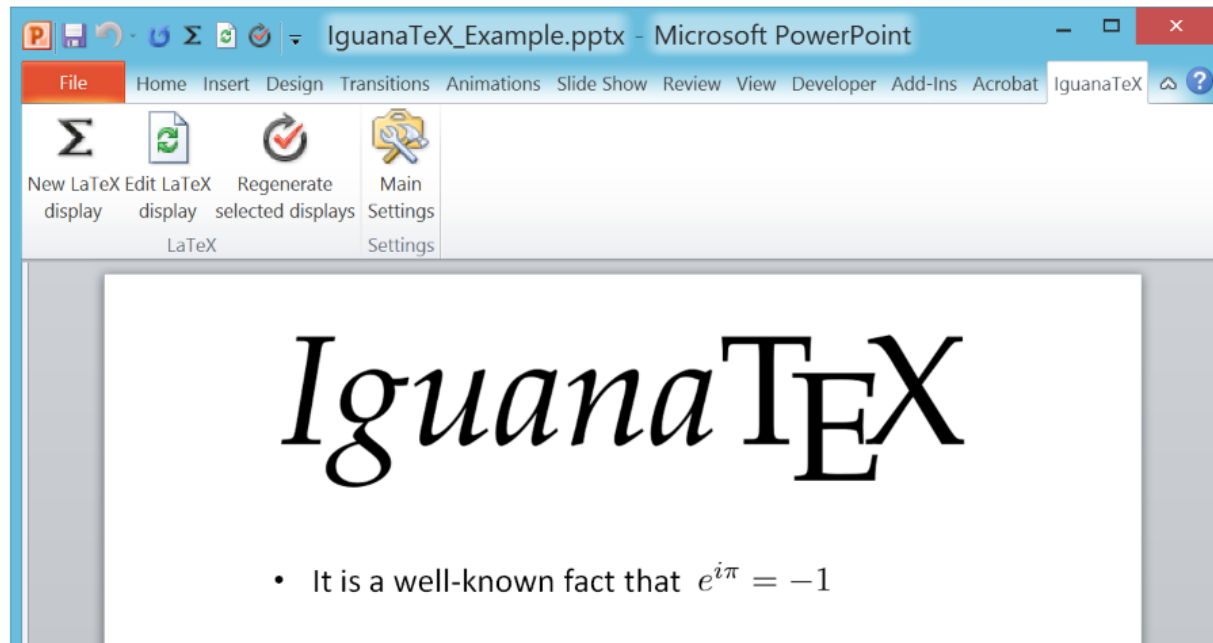 IguanaTeX_Example.pptx - Microsoft PowerPoint
File Home Insert Design Transitions Animations Slide Show Review View Developer Add-Ins Acrobat IguanaTeX
New LaTeX Edit LaTeX Regenerate Main
display display selected displays Settings
LaTeX Settings
IguanaTEX
• It is a well-known fact that $e^{i\pi} = -1$